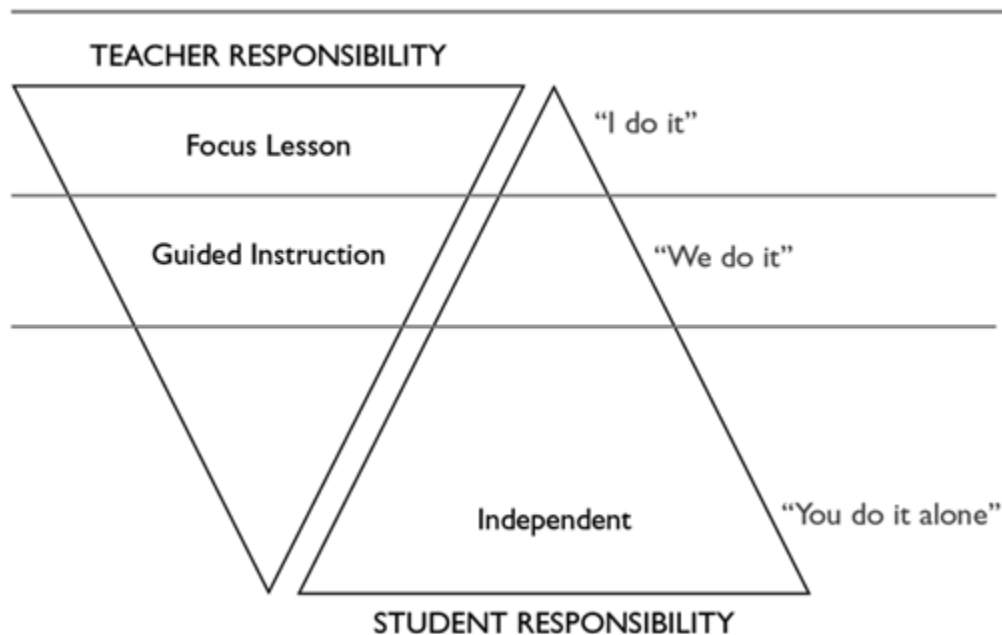 TEACHER RESPONSIBILITY
Focus Lesson
“I do it”
Guided Instruction
“We do it”
Independent
“You do it alone”
STUDENT RESPONSIBILITY